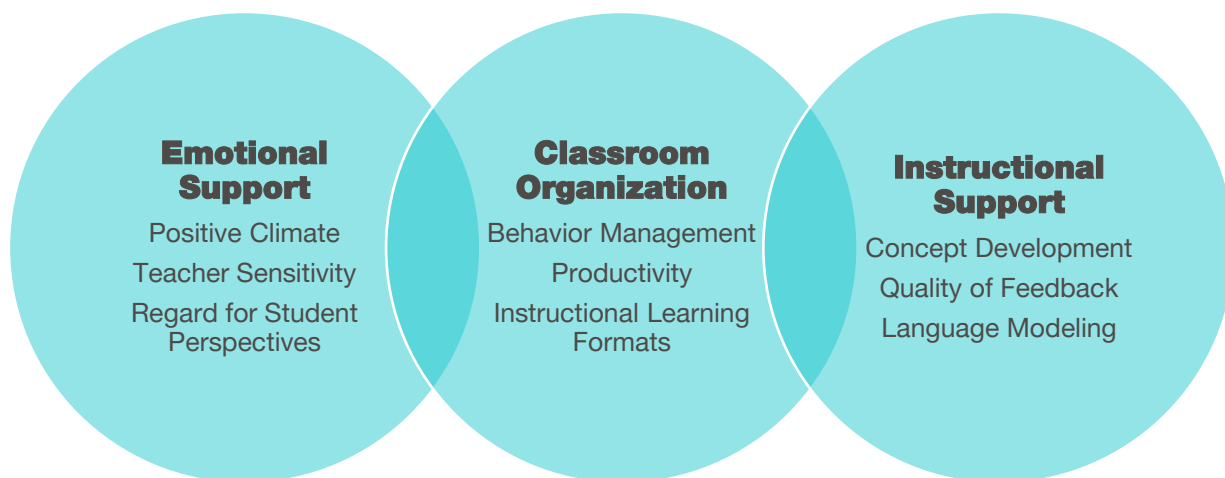 Emotional
Support
Positive Climate
Teacher Sensitivity
Regard for Student
Perspectives
Classroom
Organization
Behavior Management
Productivity
Instructional Learning
Formats
Instructional
Support
Concept Development
Quality of Feedback
Language Modeling